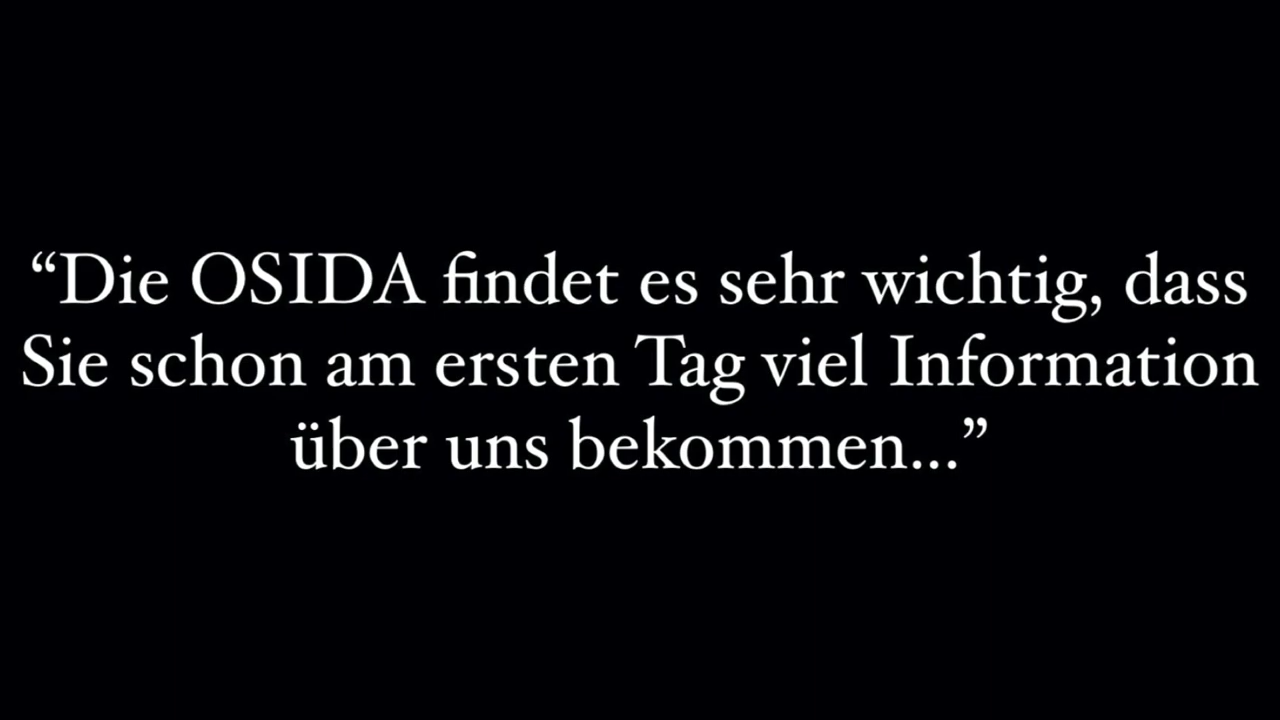 “Die OSIDA findet es sehr wichtig, dass
Sie schon am ersten Tag viel Information
über uns bekommen...”